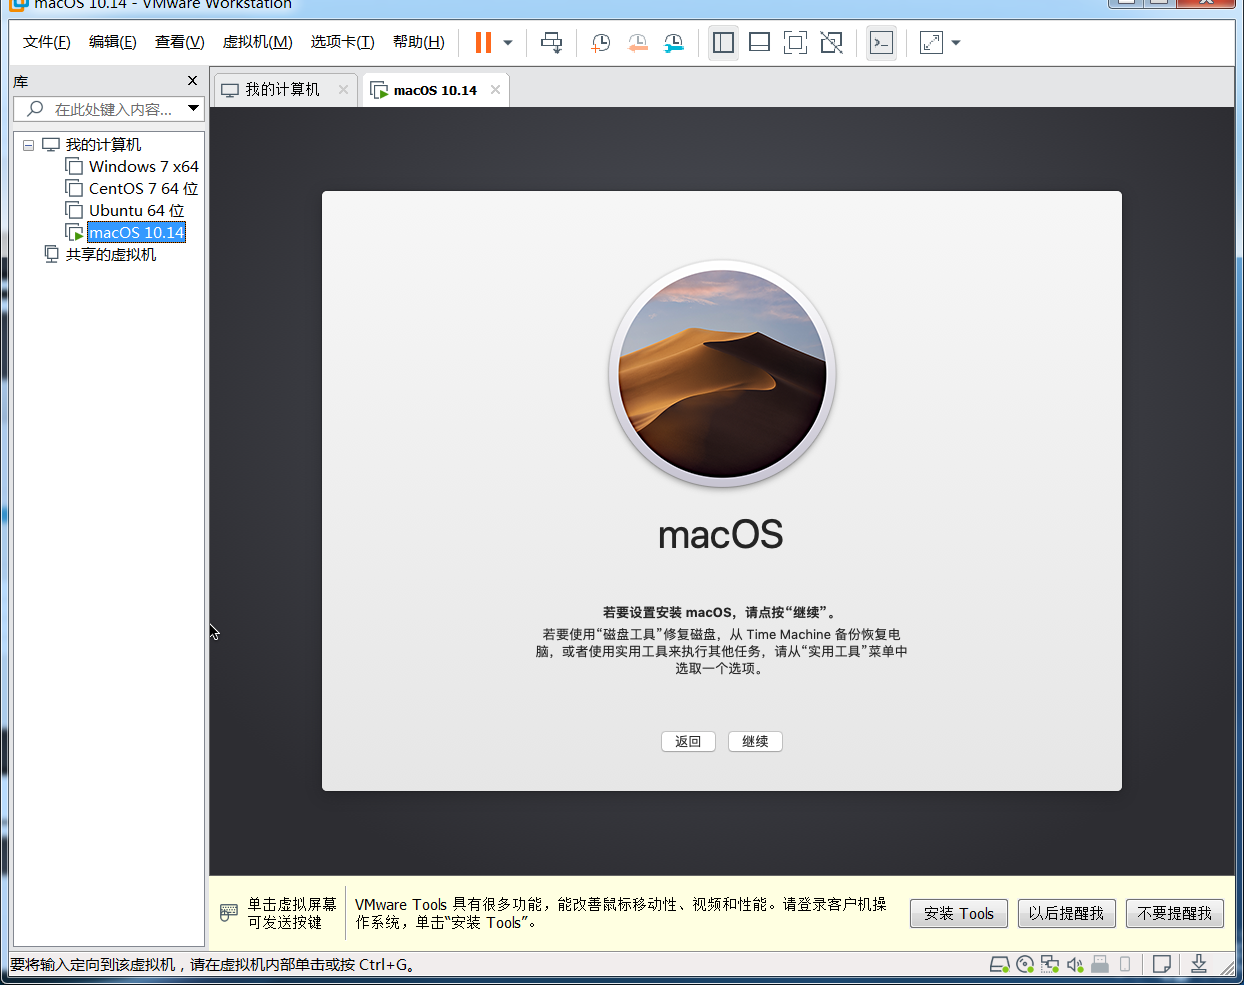 macOS 10.14 - VMware Workstation
文件(F) 编辑(E) 查看(V) 虚拟机(M) 选项卡(T) 帮助(H)
库
在此处键入内容...
我的计算机
Windows 7 x64
CentOS 7 64 位
Ubuntu 64 位
macOS 10.14
共享的虚拟机
我的计算机 macOS 10.14
macOS
若要设置安装 macOS，请点按“继续”。
若要使用“磁盘工具”修复磁盘，从 Time Machine 备份恢复电
脑，或者使用实用工具来执行其他任务，请从“实用工具”菜单中
选取一个选项。
返回 继续
单击虚拟屏幕
可发送按键
VMware Tools 具有很多功能，能改善鼠标移动性、视频和性能。请登录客户机操
作系统，单击“安装 Tools”。
安装 Tools 以后提醒我 不要提醒我
要将输入定向到该虚拟机，请在虚拟机内部单击或按 Ctrl+G。